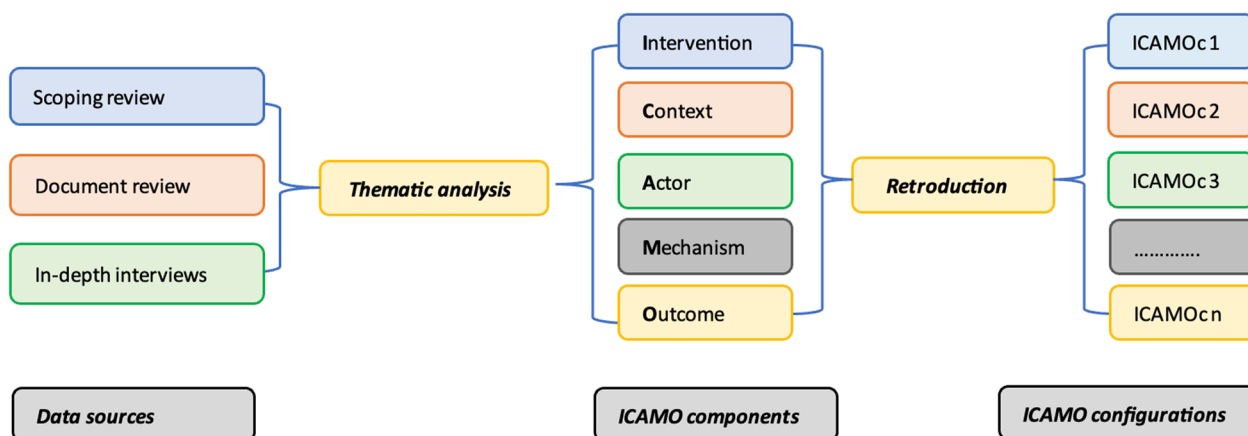 Scoping review
Document review
In-depth interviews
Thematic analysis
Intervention
Context
Actor
Mechanism
Outcome
Retroduction
ICAMOc 1
ICAMOc 2
ICAMOc 3
.............
ICAMOc n
Data sources
ICAMO components
ICAMO configurations